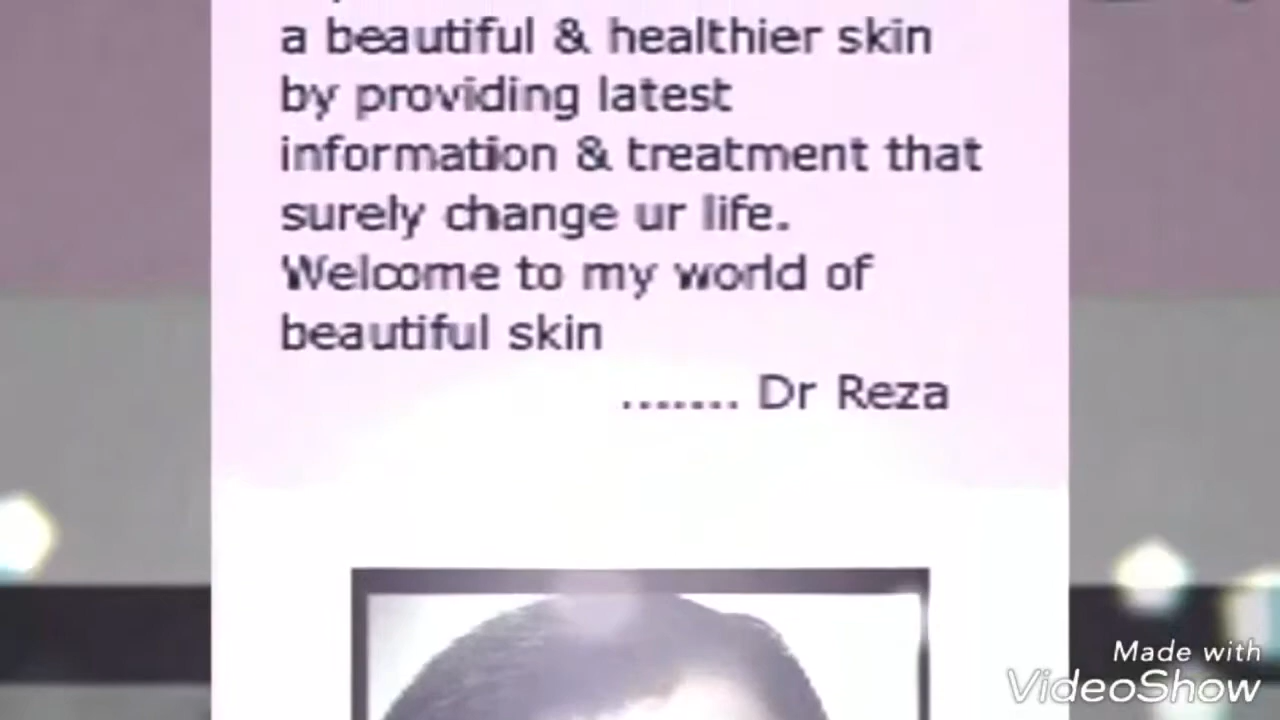 a beautiful & healthier skin
by providing latest
information & treatment that
surely change ur life.
Welcome to my world of
beautiful skin
....... Dr Reza
Made with
VideoShow